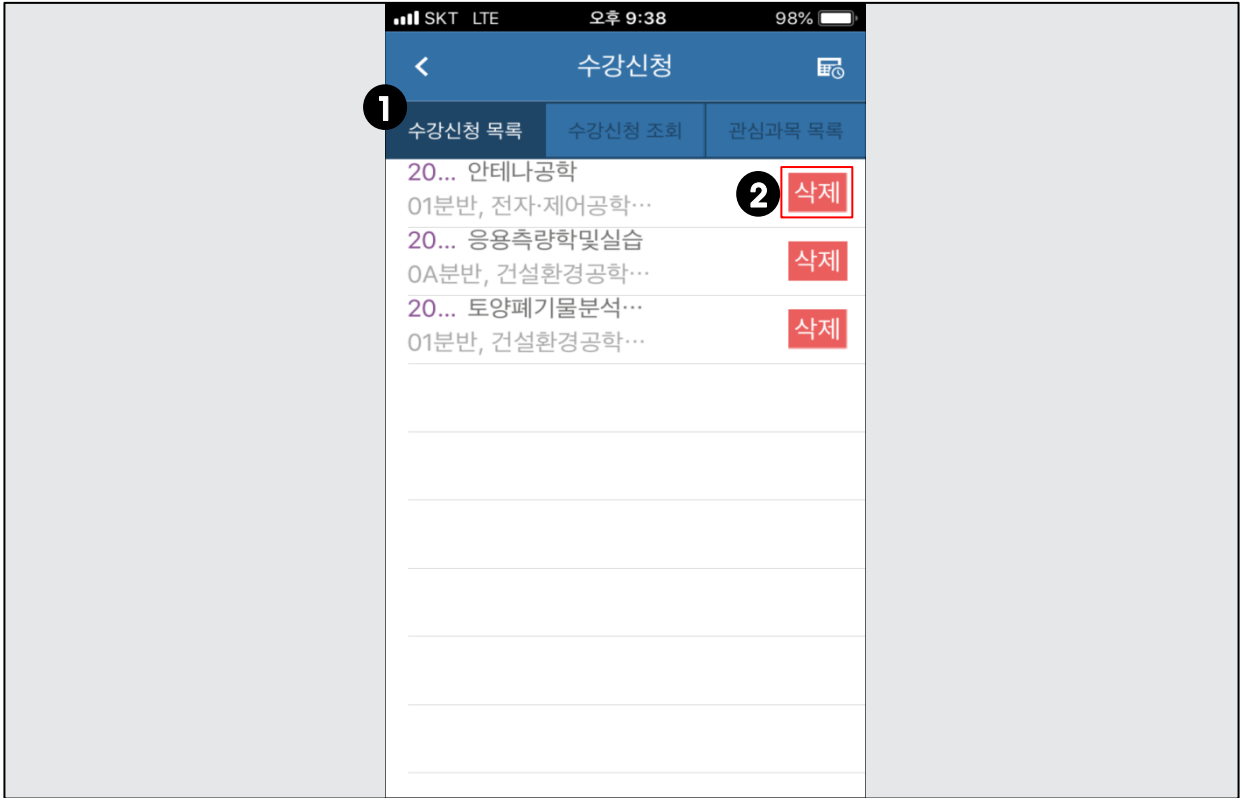 SKT LTE 오후 9:38 98%
수강신청
1
수강신청 목록 수강신청 조회 관심과목 목록
20... 안테나공학
2 삭제
01분반, 전자·제어공학···
20... 응용측량학및실습
삭제
0A분반, 건설환경공학···
20... 토양폐기물분석···
삭제
01분반, 건설환경공학···